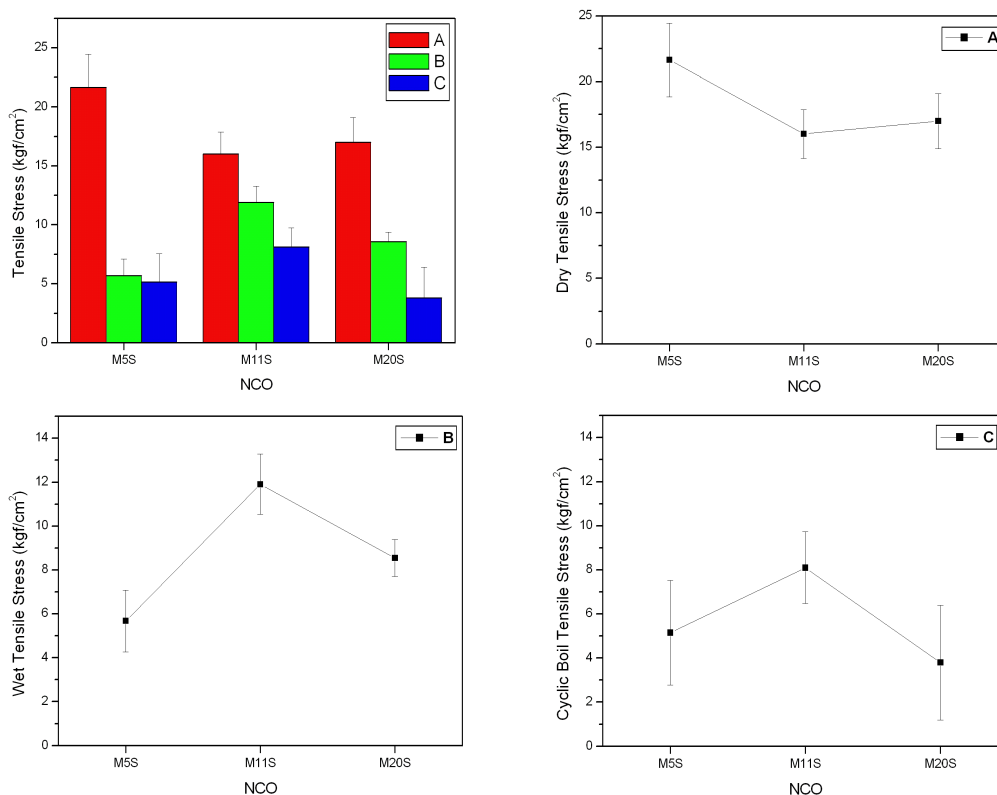 Tensile Stress (kgf/cm²)
25
20
15
10
5
0
A
B
C
M5S M11S M20S
NCO
Dry Tensile Stress (kgf/cm²)
25
20
15
10
5
0
A
M5S M11S M20S
NCO
Wet Tensile Stress (kgf/cm²)
14
12
10
8
6
4
2
0
B
M5S M11S M20S
NCO
Cyclic Boil Tensile Stress (kgf/cm²)
14
12
10
8
6
4
2
0
C
M5S M11S M20S
NCO